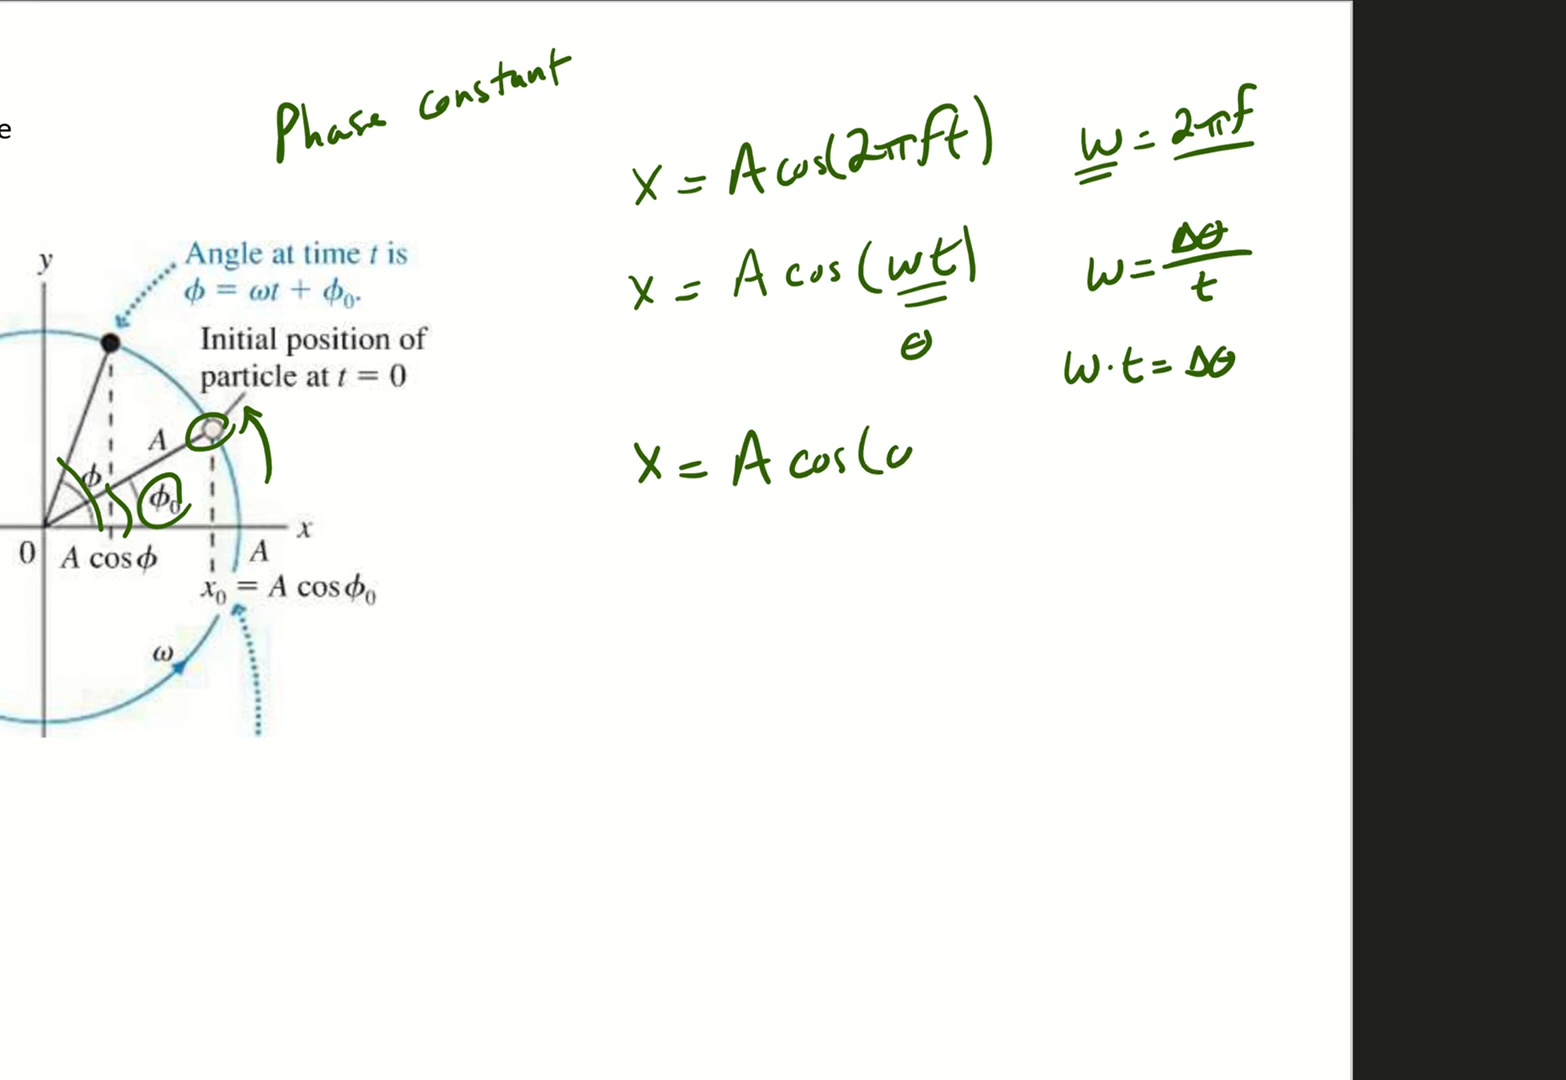 e
Phase constant
x = A cos(2πft)
ω = 2πf
x = A cos(ωt)
θ
ω = Δθ/t
ω·t = Δθ
x = A cos(c
y
Angle at time t is
ϕ = ωt + ϕ₀.
Initial position of
particle at t = 0
A
ϕ
ϕ₀
x
0
A cos ϕ
A
x₀ = A cos ϕ₀
ω